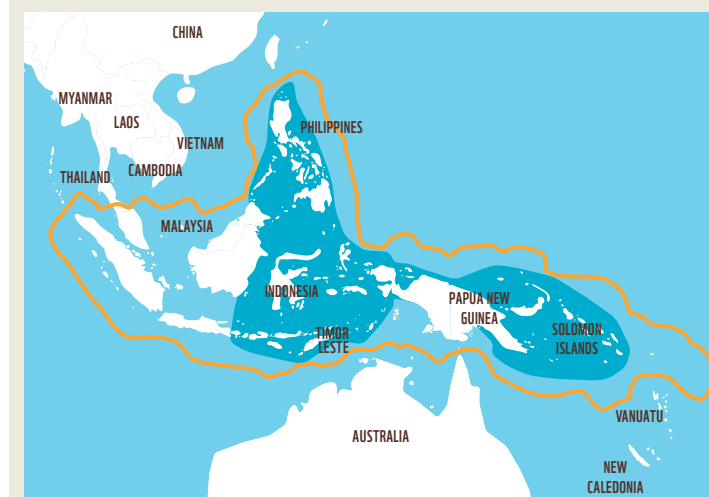 CHINA
MYANMAR
LAOS
PHILIPPINES
VIETNAM
CAMBODIA
THAILAND
MALAYSIA
INDONESIA
PAPUA NEW
GUINEA
TIMOR
LESTE
SOLOMON
ISLANDS
VANUATU
AUSTRALIA
NEW
CALEDONIA